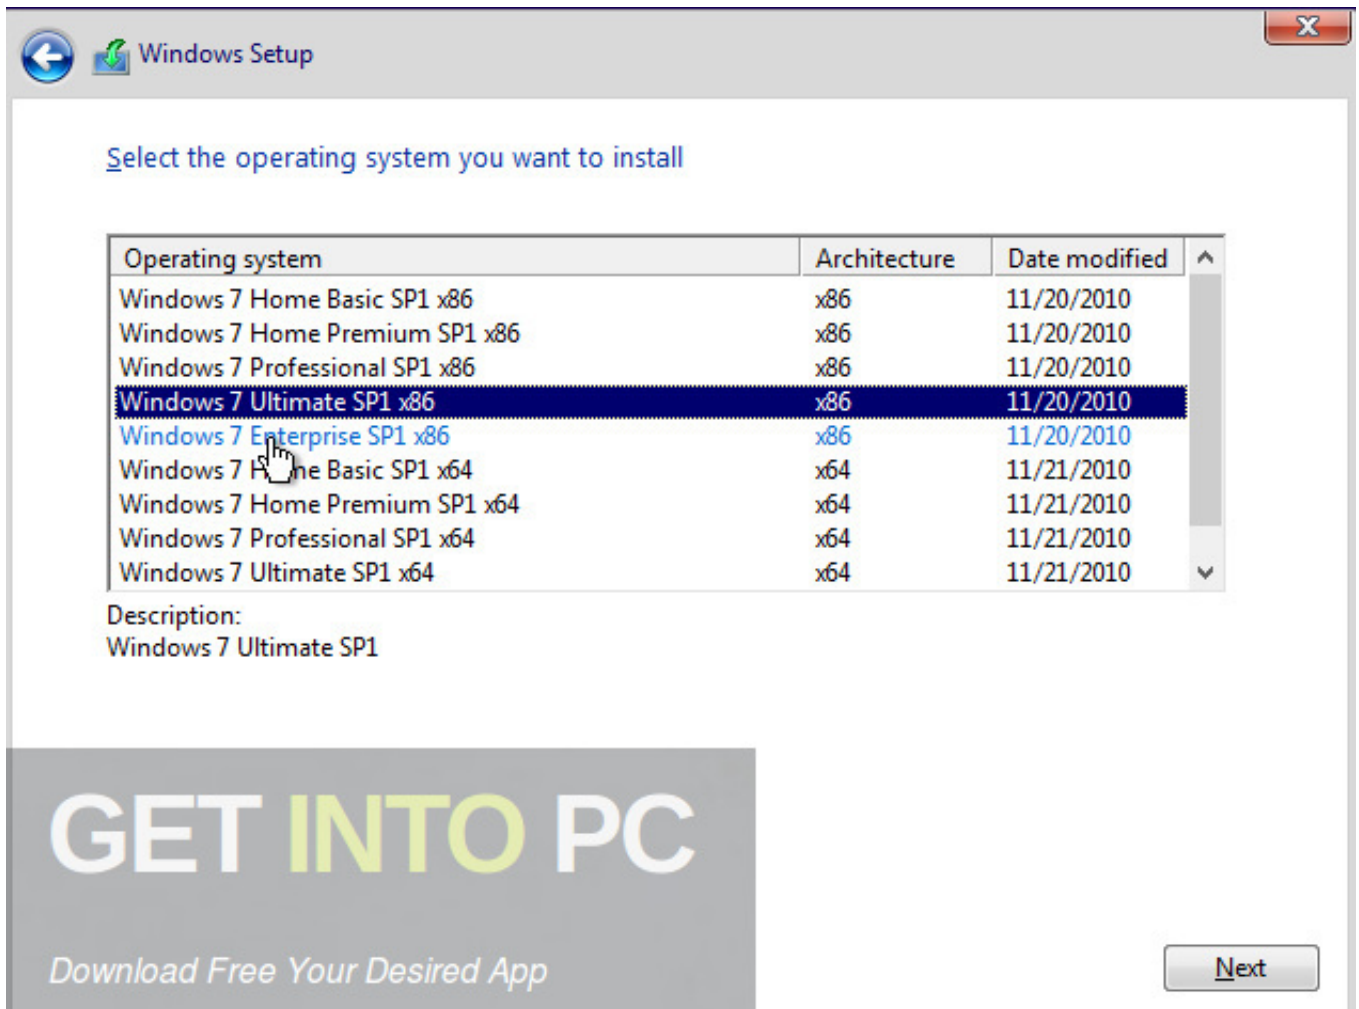 Windows Setup
Select the operating system you want to install
Operating system Architecture Date modified
Windows 7 Home Basic SP1 x86 x86 11/20/2010
Windows 7 Home Premium SP1 x86 x86 11/20/2010
Windows 7 Professional SP1 x86 x86 11/20/2010
Windows 7 Ultimate SP1 x86 x86 11/20/2010
Windows 7 Enterprise SP1 x86 x86 11/20/2010
Windows 7 Home Basic SP1 x64 x64 11/21/2010
Windows 7 Home Premium SP1 x64 x64 11/21/2010
Windows 7 Professional SP1 x64 x64 11/21/2010
Windows 7 Ultimate SP1 x64 x64 11/21/2010
Description:
Windows 7 Ultimate SP1
GET INTO PC
Download Free Your Desired App
Next